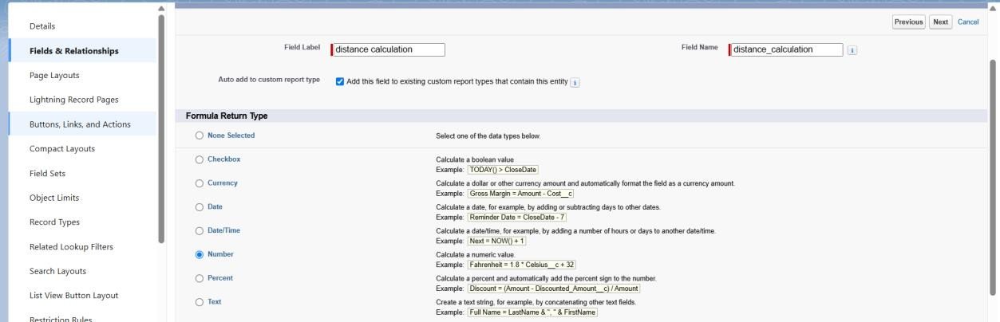 Details
Fields & Relationships
Page Layouts
Lightning Record Pages
Buttons, Links, and Actions
Compact Layouts
Field Sets
Object Limits
Record Types
Related Lookup Filters
Search Layouts
List View Button Layout
Restriction Rules
Previous Next Cancel
Field Label distance calculation Field Name distance_calculation i
Auto add to custom report type Add this field to existing custom report types that contain this entity i
Formula Return Type
None Selected Select one of the data types below.
Checkbox Calculate a boolean value
Example: TODAY() > CloseDate
Currency Calculate a dollar or other currency amount and automatically format the field as a currency amount.
Example: Gross Margin = Amount - Cost__c
Date Calculate a date, for example, by adding or subtracting days to other dates.
Example: Reminder Date = CloseDate - 7
Date/Time Calculate a date/time, for example, by adding a number of hours or days to another date/time.
Example: Next = NOW() + 1
Number Calculate a numeric value.
Example: Fahrenheit = 1.8 * Celsius__c + 32
Percent Calculate a percent and automatically add the percent sign to the number.
Example: Discount = (Amount - Discounted_Amount__c) / Amount
Text Create a text string, for example, by concatenating other text fields.
Example: Full Name = LastName & ", " & FirstName